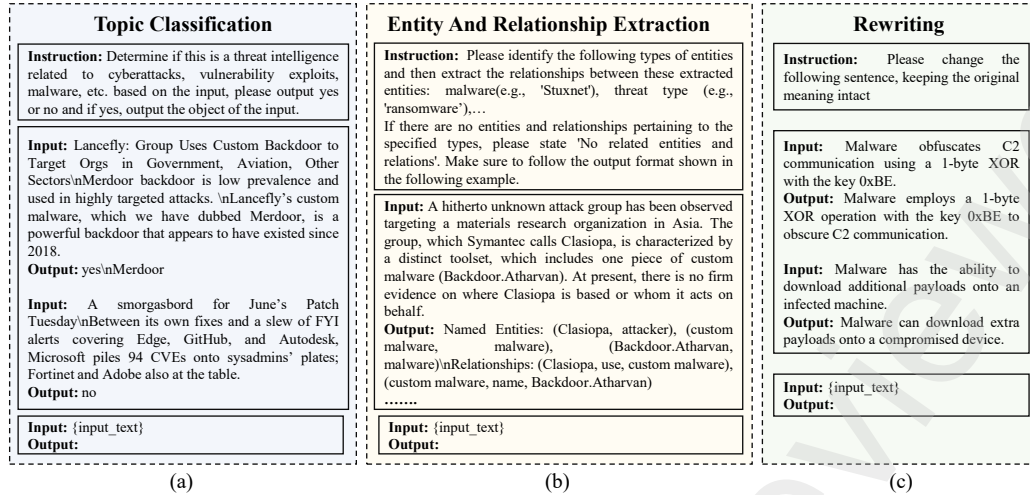 Topic Classification
Instruction: Determine if this is a threat intelligence
related to cyberattacks, vulnerability exploits,
malware, etc. based on the input, please output yes
or no and if yes, output the object of the input.
Input: Lancefly: Group Uses Custom Backdoor to
Target Orgs in Government, Aviation, Other
Sectors\nMerdoor backdoor is low prevalence and
used in highly targeted attacks. \nLancefly's custom
malware, which we have dubbed Merdoor, is a
powerful backdoor that appears to have existed since
2018.
Output: yes\nMerdoor
Input: A smorgasbord for June's Patch
Tuesday\nBetween its own fixes and a slew of FYI
alerts covering Edge, GitHub, and Autodesk,
Microsoft piles 94 CVEs onto sysadmins' plates;
Fortinet and Adobe also at the table.
Output: no
Input: {input_text}
Output:
(a)
Entity And Relationship Extraction
Instruction: Please identify the following types of entities
and then extract the relationships between these extracted
entities: malware(e.g., 'Stuxnet'), threat type (e.g.,
'ransomware'),…
If there are no entities and relationships pertaining to the
specified types, please state 'No related entities and
relations'. Make sure to follow the output format shown in
the following example.
Input: A hitherto unknown attack group has been observed
targeting a materials research organization in Asia. The
group, which Symantec calls Clasiopa, is characterized by
a distinct toolset, which includes one piece of custom
malware (Backdoor.Atharvan). At present, there is no firm
evidence on where Clasiopa is based or whom it acts on
behalf.
Output: Named Entities: (Clasiopa, attacker), (custom
malware, malware), (Backdoor.Atharvan,
malware)\nRelationships: (Clasiopa, use, custom malware),
(custom malware, name, Backdoor.Atharvan)
…….
Input: {input_text}
Output:
(b)
Rewriting
Instruction: Please change the
following sentence, keeping the original
meaning intact
Input: Malware obfuscates C2
communication using a 1-byte XOR
with the key 0xBE.
Output: Malware employs a 1-byte
XOR operation with the key 0xBE to
obscure C2 communication.
Input: Malware has the ability to
download additional payloads onto an
infected machine.
Output: Malware can download extra
payloads onto a compromised device.
Input: {input_text}
Output:
(c)